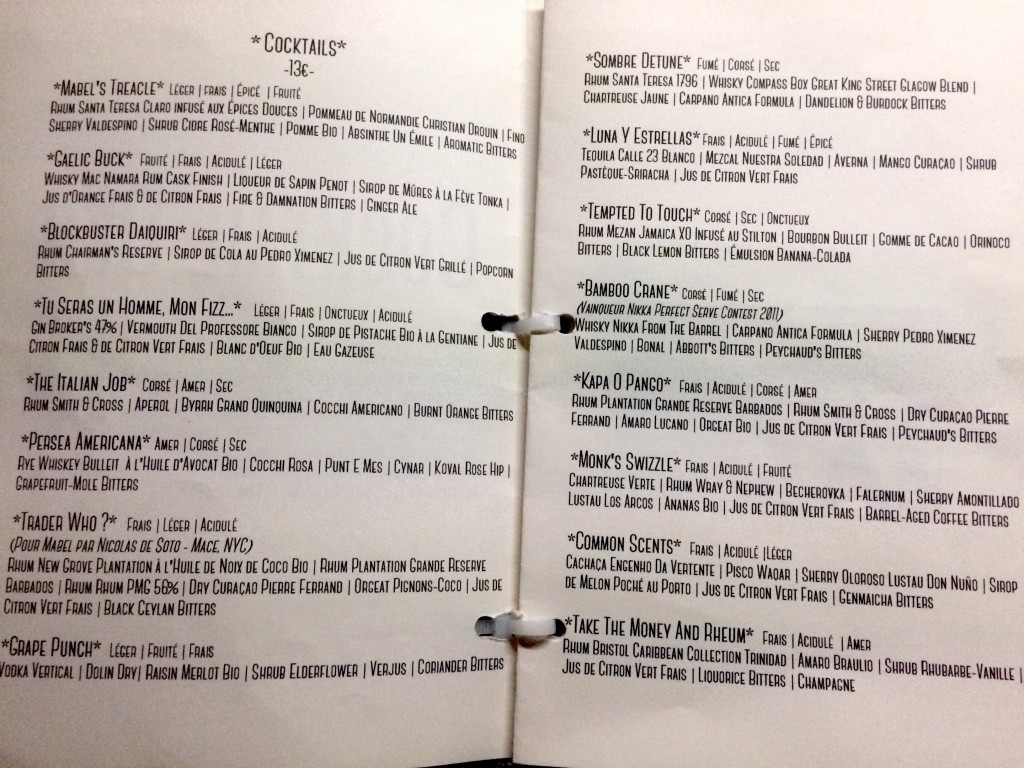 *Cocktails*
-13€-
*Mabel's Treacle* Léger | Frais | Épicé | Fruité
Rhum Santa Teresa Claro infusé aux Épices Douces | Pommeau de Normandie Christian Drouin | Fino
Sherry Valdespino | Shrub Cidre Rosé-Menthe | Pomme Bio | Absinthe Un Émile | Aromatic Bitters
*Gaelic Buck* Fruité | Frais | Acidulé | Léger
Whisky Mac Namara Rum Cask Finish | Liqueur de Sapin Penot | Sirop de Mûres à la Fève Tonka |
Jus d'Orange Frais & de Citron Frais | Fire & Damnation Bitters | Ginger Ale
*Blockbuster Daiquiri* Léger | Frais | Acidulé
Rhum Chairman's Reserve | Sirop de Cola au Pedro Ximenez | Jus de Citron Vert Grillé | Popcorn
Bitters
*Tu Seras un Homme, Mon Fizz...* Léger | Frais | Onctueux | Acidulé
Gin Broker's 47% | Vermouth Del Professore Bianco | Sirop de Pistache Bio à la Gentiane | Jus de
Citron Frais & de Citron Vert Frais | Blanc d'Oeuf Bio | Eau Gazeuse
*The Italian Job* Corsé | Amer | Sec
Rhum Smith & Cross | Aperol | Byrrh Grand Quinquina | Cocchi Americano | Burnt Orange Bitters
*Persea Americana* Amer | Corsé | Sec
Rye Whiskey Bulleit à l'Huile d'Avocat Bio | Cocchi Rosa | Punt E Mes | Cynar | Koval Rose Hip |
Grapefruit-Mole Bitters
*Trader Who ?* Frais | Léger | Acidulé
(Pour Mabel par Nicolas de Soto - Mace, NYC)
Rhum New Grove Plantation à l'Huile de Noix de Coco Bio | Rhum Plantation Grande Reserve
Barbados | Rhum Rhum PMG 56% | Dry Curaçao Pierre Ferrand | Orgeat Pignons-Coco | Jus de
Citron Vert Frais | Black Ceylan Bitters
*Grape Punch* Léger | Fruité | Frais
Vodka Vertical | Dolin Dry| Raisin Merlot Bio | Shrub Elderflower | Verjus | Coriander Bitters
*Sombre Detune* Fumé | Corsé | Sec
Rhum Santa Teresa 1796 | Whisky Compass Box Great King Street Glagow Blend |
Chartreuse Jaune | Carpano Antica Formula | Dandelion & Burdock Bitters
*Luna Y Estrellas* Frais | Acidulé | Fumé | Épicé
Tequila Calle 23 Blanco | Mezcal Nuestra Soledad | Averna | Mango Curaçao | Shrub
Pastèque-Sriracha | Jus de Citron Vert Frais
*Tempted To Touch* Corsé | Sec | Onctueux
Rhum Mezan Jamaica XO Infusé au Stilton | Bourbon Bulleit | Gomme de Cacao | Orinoco
Bitters | Black Lemon Bitters | Émulsion Banana-Colada
*Bamboo Crane* Corsé | Fumé | Sec
(Vainqueur Nikka Perfect Serve Contest 2011)
Whisky Nikka From The Barrel | Carpano Antica Formula | Sherry Pedro Ximenez
Valdespino | Bonal | Abbott's Bitters | Peychaud's Bitters
*Kapa O Pango* Frais | Acidulé | Corsé | Amer
Rhum Plantation Grande Reserve Barbados | Rhum Smith & Cross | Dry Curaçao Pierre
Ferrand | Amaro Lucano | Orgeat Bio | Jus de Citron Vert Frais | Peychaud's Bitters
*Monk's Swizzle* Frais | Acidulé | Fruité
Chartreuse Verte | Rhum Wray & Nephew | Becherovka | Falernum | Sherry Amontillado
Lustau Los Arcos | Ananas Bio | Jus de Citron Vert Frais | Barrel-Aged Coffee Bitters
*Common Scents* Frais | Acidulé |Léger
Cachaça Engenho Da Vertente | Pisco Waqar | Sherry Oloroso Lustau Don Nuño | Sirop
de Melon Poché au Porto | Jus de Citron Vert Frais | Genmaicha Bitters
*Take The Money And Rheum* Frais | Acidulé | Amer
Rhum Bristol Caribbean Collection Trinidad | Amaro Braulio | Shrub Rhubarbe-Vanille |
Jus de Citron Vert Frais | Liquorice Bitters | Champagne